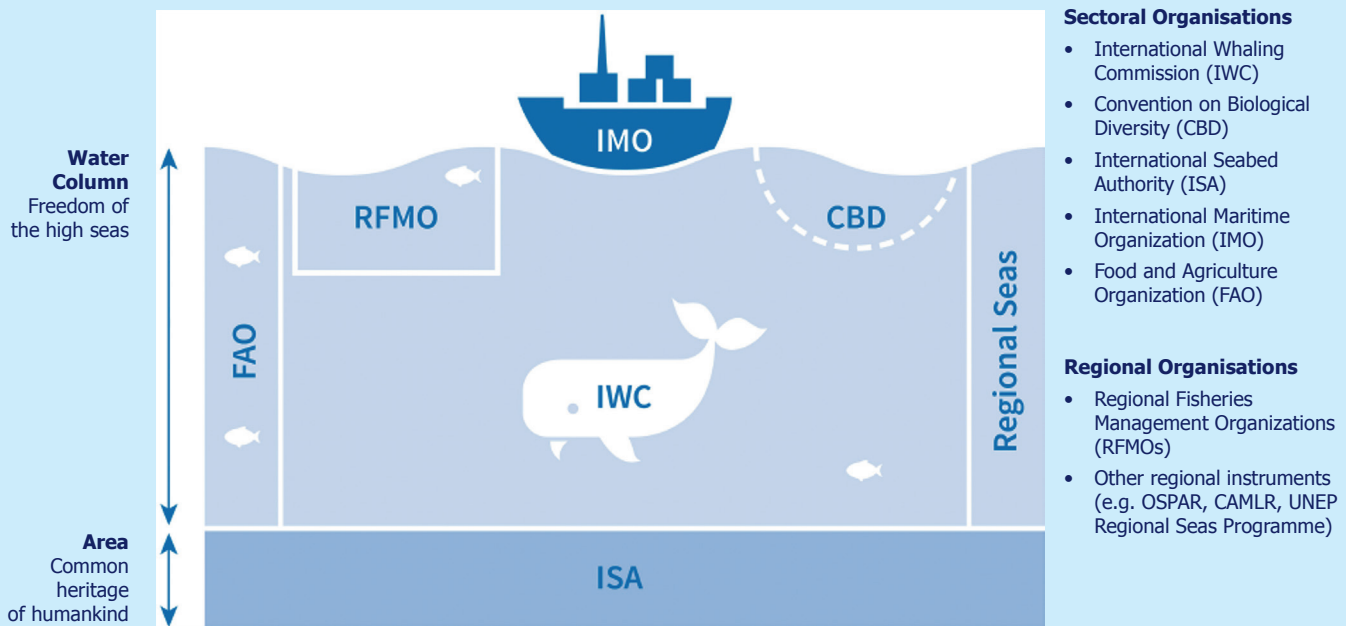 Water
Column
Freedom of
the high seas
Area
Common
heritage
of humankind
IMO
RFMO
CBD
FAO
IWC
Regional Seas
ISA
Sectoral Organisations
• International Whaling
Commission (IWC)
• Convention on Biological
Diversity (CBD)
• International Seabed
Authority (ISA)
• International Maritime
Organization (IMO)
• Food and Agriculture
Organization (FAO)
Regional Organisations
• Regional Fisheries
Management Organizations
(RFMOs)
• Other regional instruments
(e.g. OSPAR, CAMLR, UNEP
Regional Seas Programme)